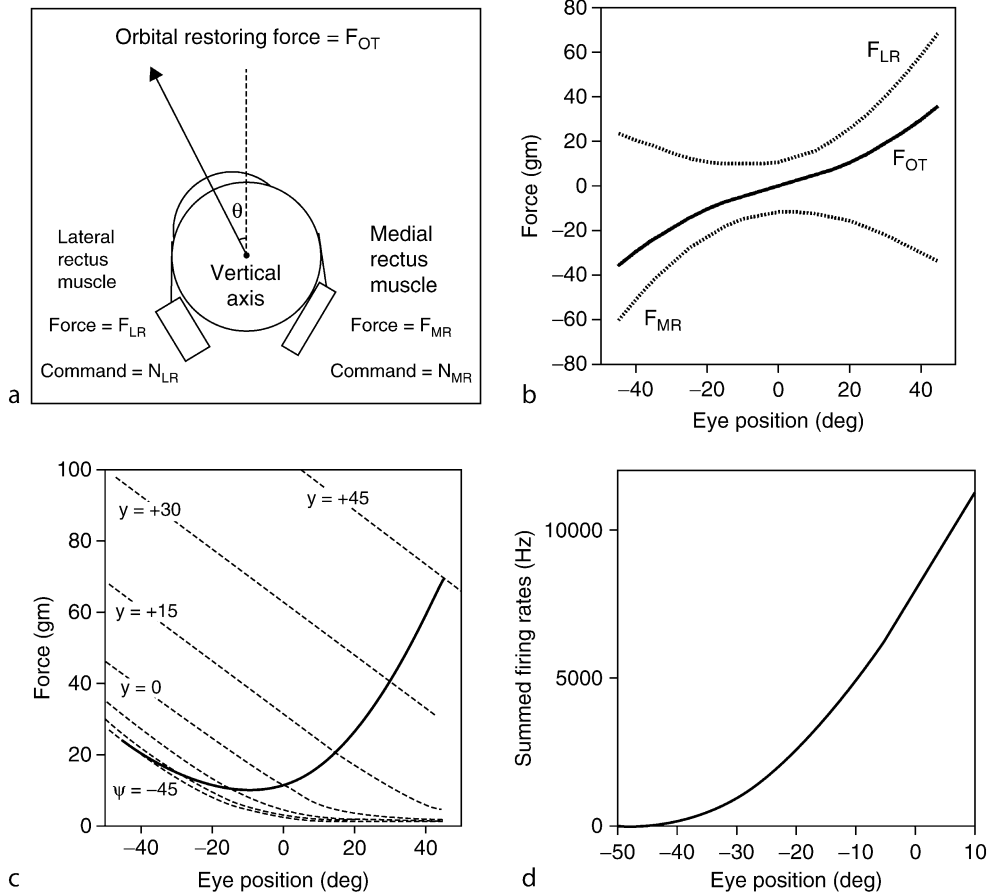 Orbital restoring force = F_OT
θ
Lateral
rectus
muscle
Medial
rectus
muscle
Vertical
axis
Force = F_LR
Force = F_MR
Command = N_LR
Command = N_MR
a
80
60
40
20
0
−20
−40
−60
−80
Force (gm)
F_LR
F_OT
F_MR
−40 −20 0 20 40
Eye position (deg)
b
100
80
60
40
20
0
Force (gm)
y = +45
y = +30
y = +15
y = 0
ψ = −45
−40 −20 0 20 40
Eye position (deg)
c
10000
5000
0
Summed firing rates (Hz)
−50 −40 −30 −20 −10 0 10
Eye position (deg)
d